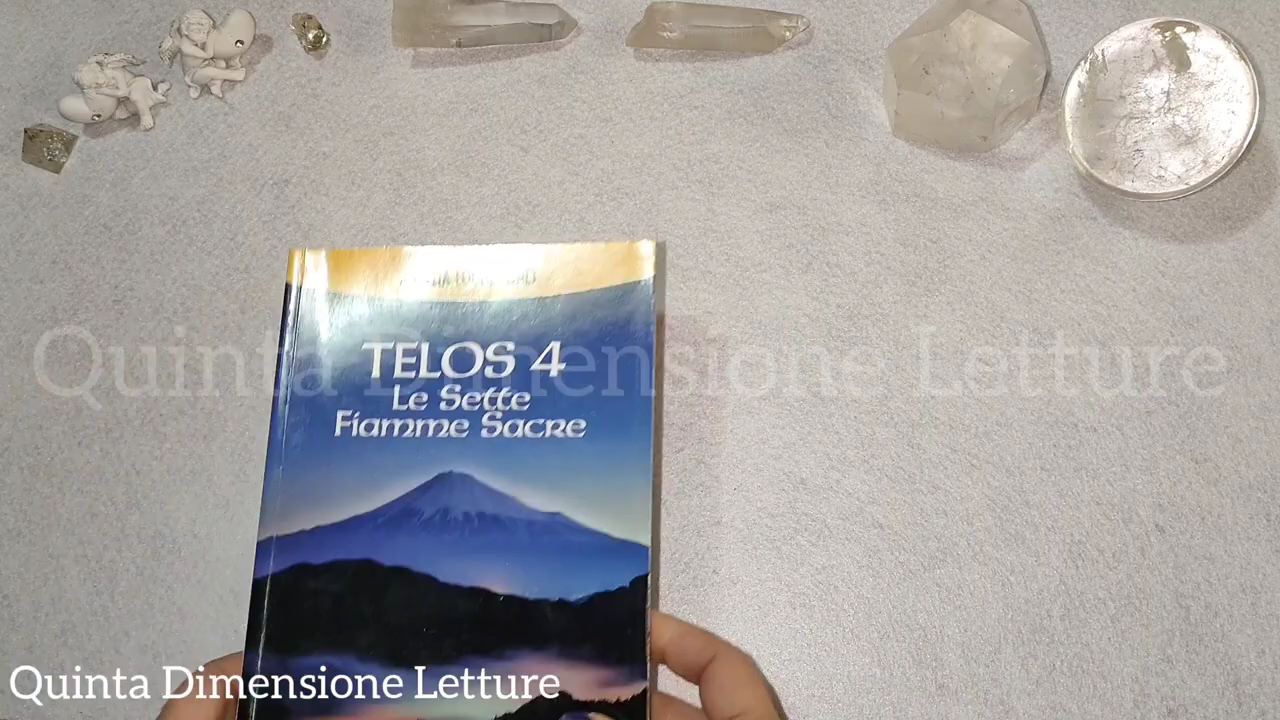 TELOS 4
Le Sette
Fiamme Sacre
Quinta Dimensione Letture
Quinta Dimensione Letture